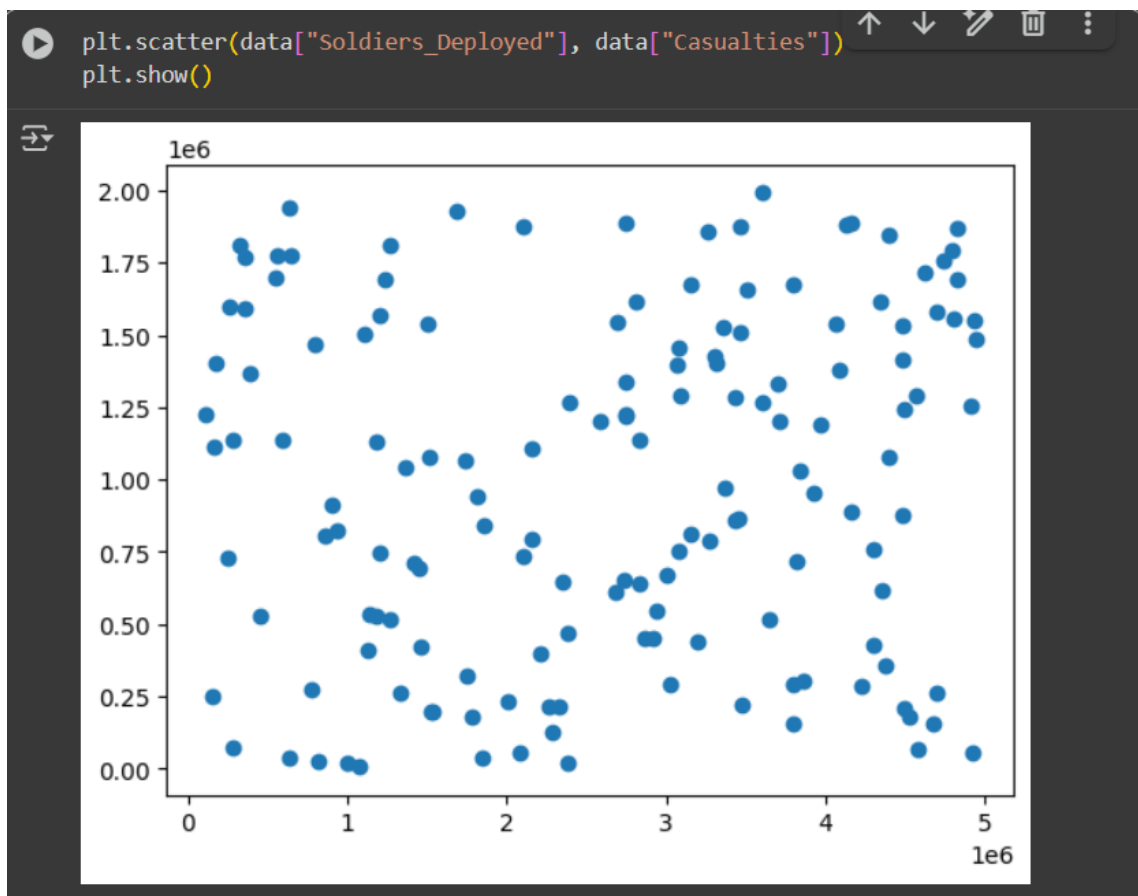 plt.scatter(data["Soldiers_Deployed"], data["Casualties"])
plt.show()
1e6
2.00
1.75
1.50
1.25
1.00
0.75
0.50
0.25
0.00
0 1 2 3 4 5
1e6